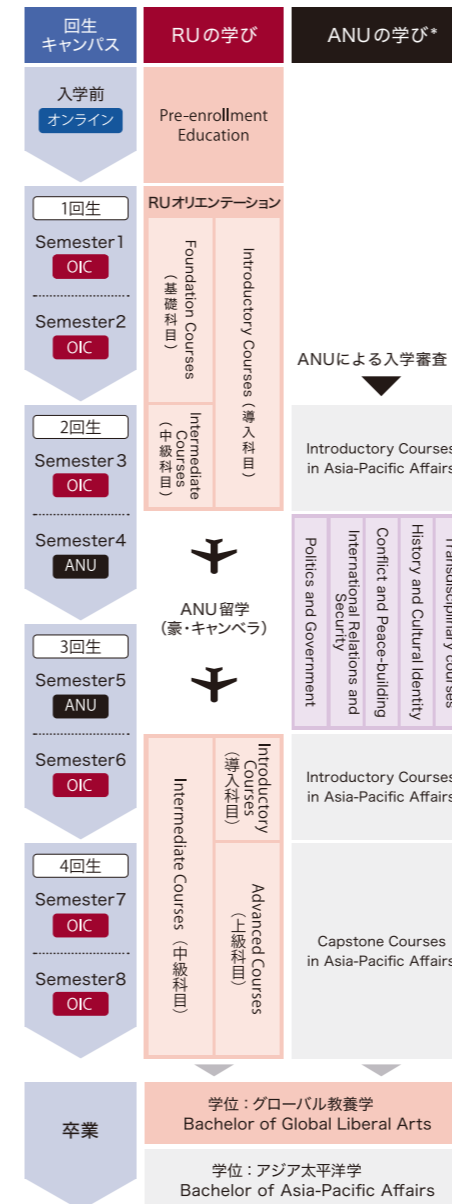 回生
キャンパス
RUの学び
ANUの学び*
入学前
オンライン
Pre-enrollment
Education
1回生
Semester1
OIC
Semester2
OIC
RUオリエンテーション
Foundation Courses
(基礎科目)
Introductory Courses (導入科目)
ANUによる入学審査
2回生
Semester3
OIC
Semester4
ANU
Intermediate
Courses
(中級科目)
Introductory Courses
in Asia-Pacific Affairs
ANU留学
(豪・キャンベラ)
Politics and Government
International Relations and
Security
Conflict and Peace-building
History and Cultural Identity
Transdisciplinary courses
3回生
Semester5
ANU
Semester6
OIC
Intermediate Courses (中級科目)
Introductory
Courses
(導入科目)
Introductory Courses
in Asia-Pacific Affairs
4回生
Semester7
OIC
Semester8
OIC
Advanced Courses
(上級科目)
Capstone Courses
in Asia-Pacific Affairs
卒業
学位：グローバル教養学
Bachelor of Global Liberal Arts
学位：アジア太平洋学
Bachelor of Asia-Pacific Affairs